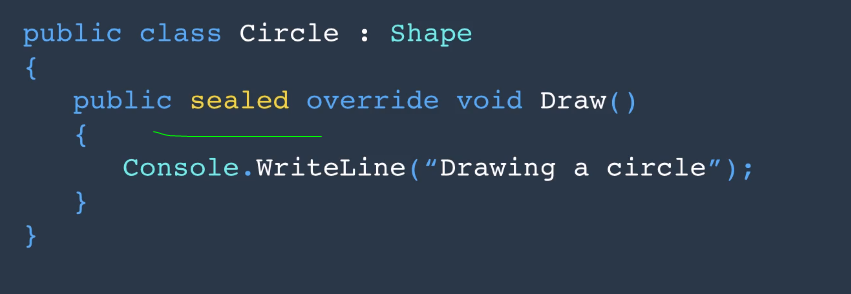 public class Circle : Shape
{
public sealed override void Draw()
{
Console.WriteLine(“Drawing a circle”);
}
}